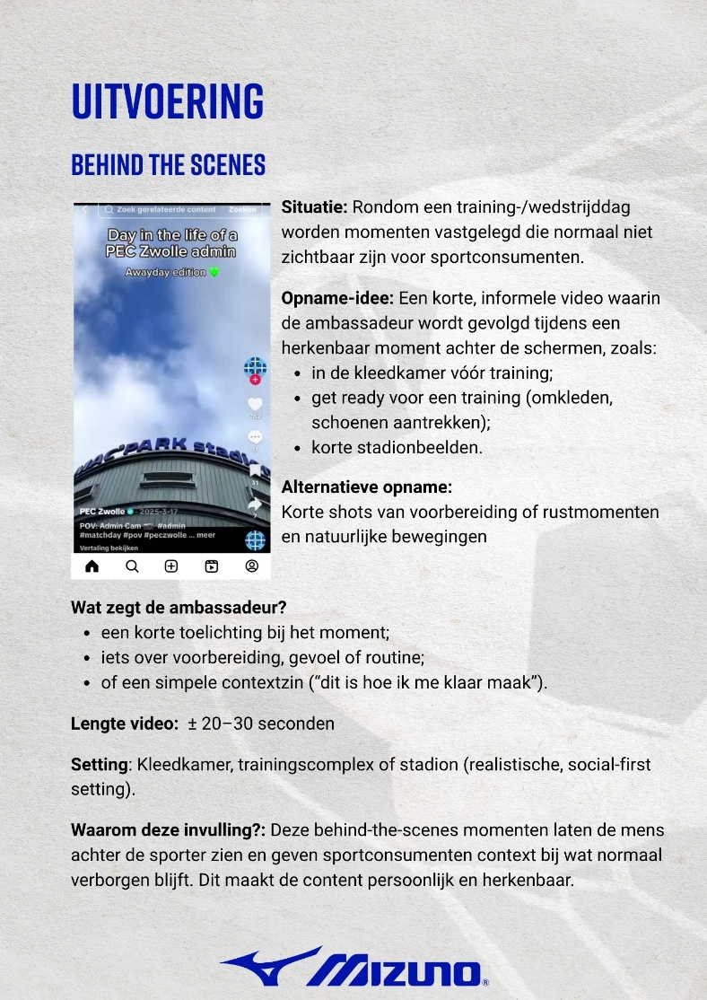 UITVOERING
BEHIND THE SCENES
Zoek gerelateerde content Zoeken
Day in the life of a
PEC Zwolle admin
Awayday edition 💚
MAC³PARK stadion
31
7
PEC Zwolle · 2025-3-17
POV: Admin Cam 📹 #admin
#matchday #pov #peczwolle ... meer
Vertaling bekijken
Situatie: Rondom een training-/wedstrijddag
worden momenten vastgelegd die normaal niet
zichtbaar zijn voor sportconsumenten.
Opname-idee: Een korte, informele video waarin
de ambassadeur wordt gevolgd tijdens een
herkenbaar moment achter de schermen, zoals:
• in de kleedkamer vóór training;
• get ready voor een training (omkleden,
schoenen aantrekken);
• korte stadionbeelden.
Alternatieve opname:
Korte shots van voorbereiding of rustmomenten
en natuurlijke bewegingen
Wat zegt de ambassadeur?
• een korte toelichting bij het moment;
• iets over voorbereiding, gevoel of routine;
• of een simpele contextzin (“dit is hoe ik me klaar maak”).
Lengte video: ± 20–30 seconden
Setting: Kleedkamer, trainingscomplex of stadion (realistische, social-first
setting).
Waarom deze invulling?: Deze behind-the-scenes momenten laten de mens
achter de sporter zien en geven sportconsumenten context bij wat normaal
verborgen blijft. Dit maakt de content persoonlijk en herkenbaar.
MIZUNO®